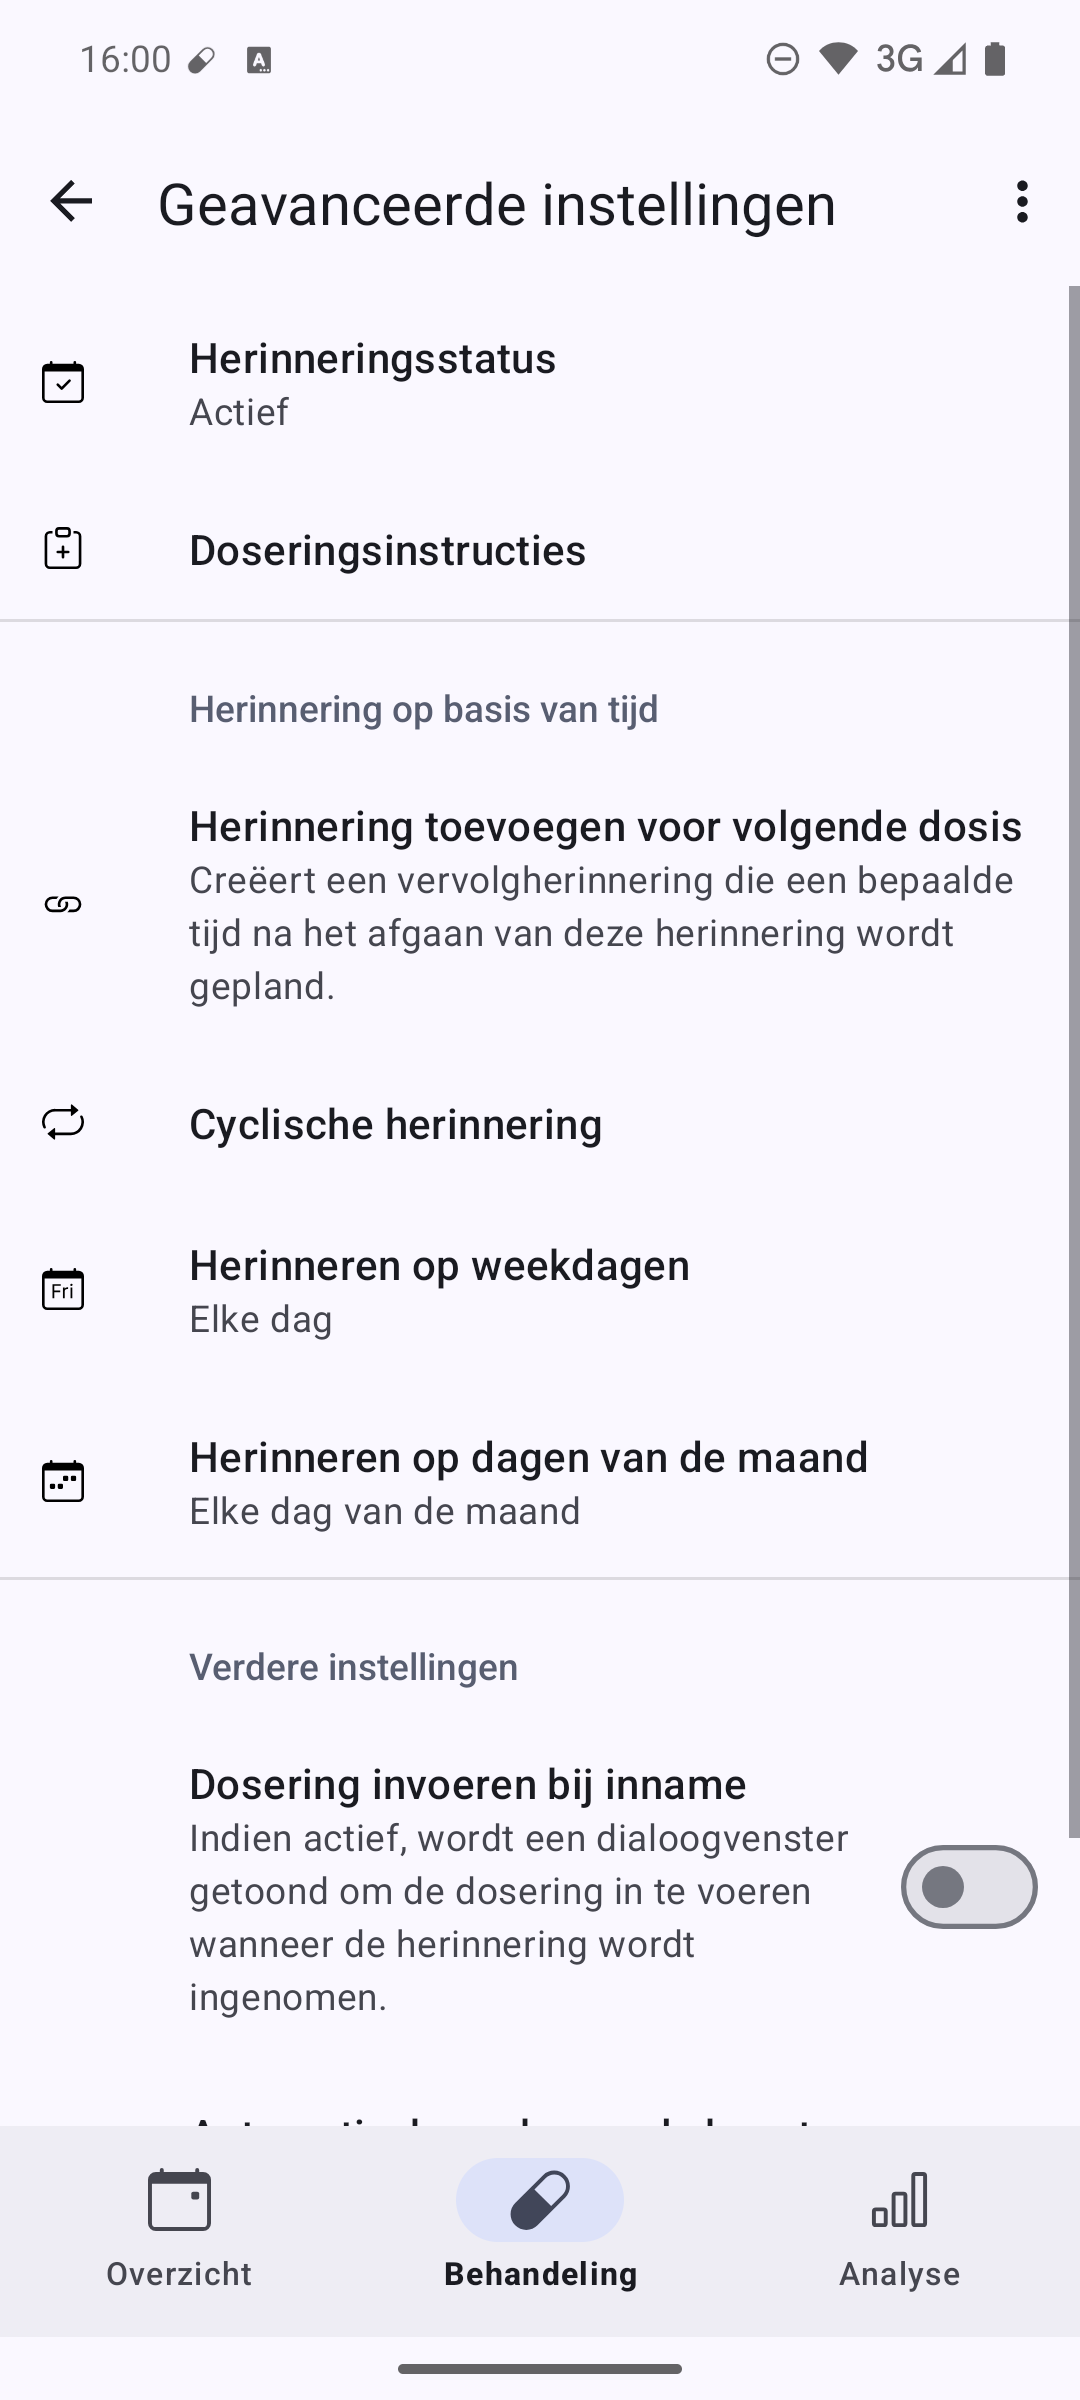 16:00
3G
Geavanceerde instellingen
Herinneringsstatus
Actief
Doseringsinstructies
Herinnering op basis van tijd
Herinnering toevoegen voor volgende dosis
Creëert een vervolgherinnering die een bepaalde
tijd na het afgaan van deze herinnering wordt
gepland.
Cyclische herinnering
Fri
Herinneren op weekdagen
Elke dag
Herinneren op dagen van de maand
Elke dag van de maand
Verdere instellingen
Dosering invoeren bij inname
Indien actief, wordt een dialoogvenster
getoond om de dosering in te voeren
wanneer de herinnering wordt
ingenomen.
Overzicht
Behandeling
Analyse